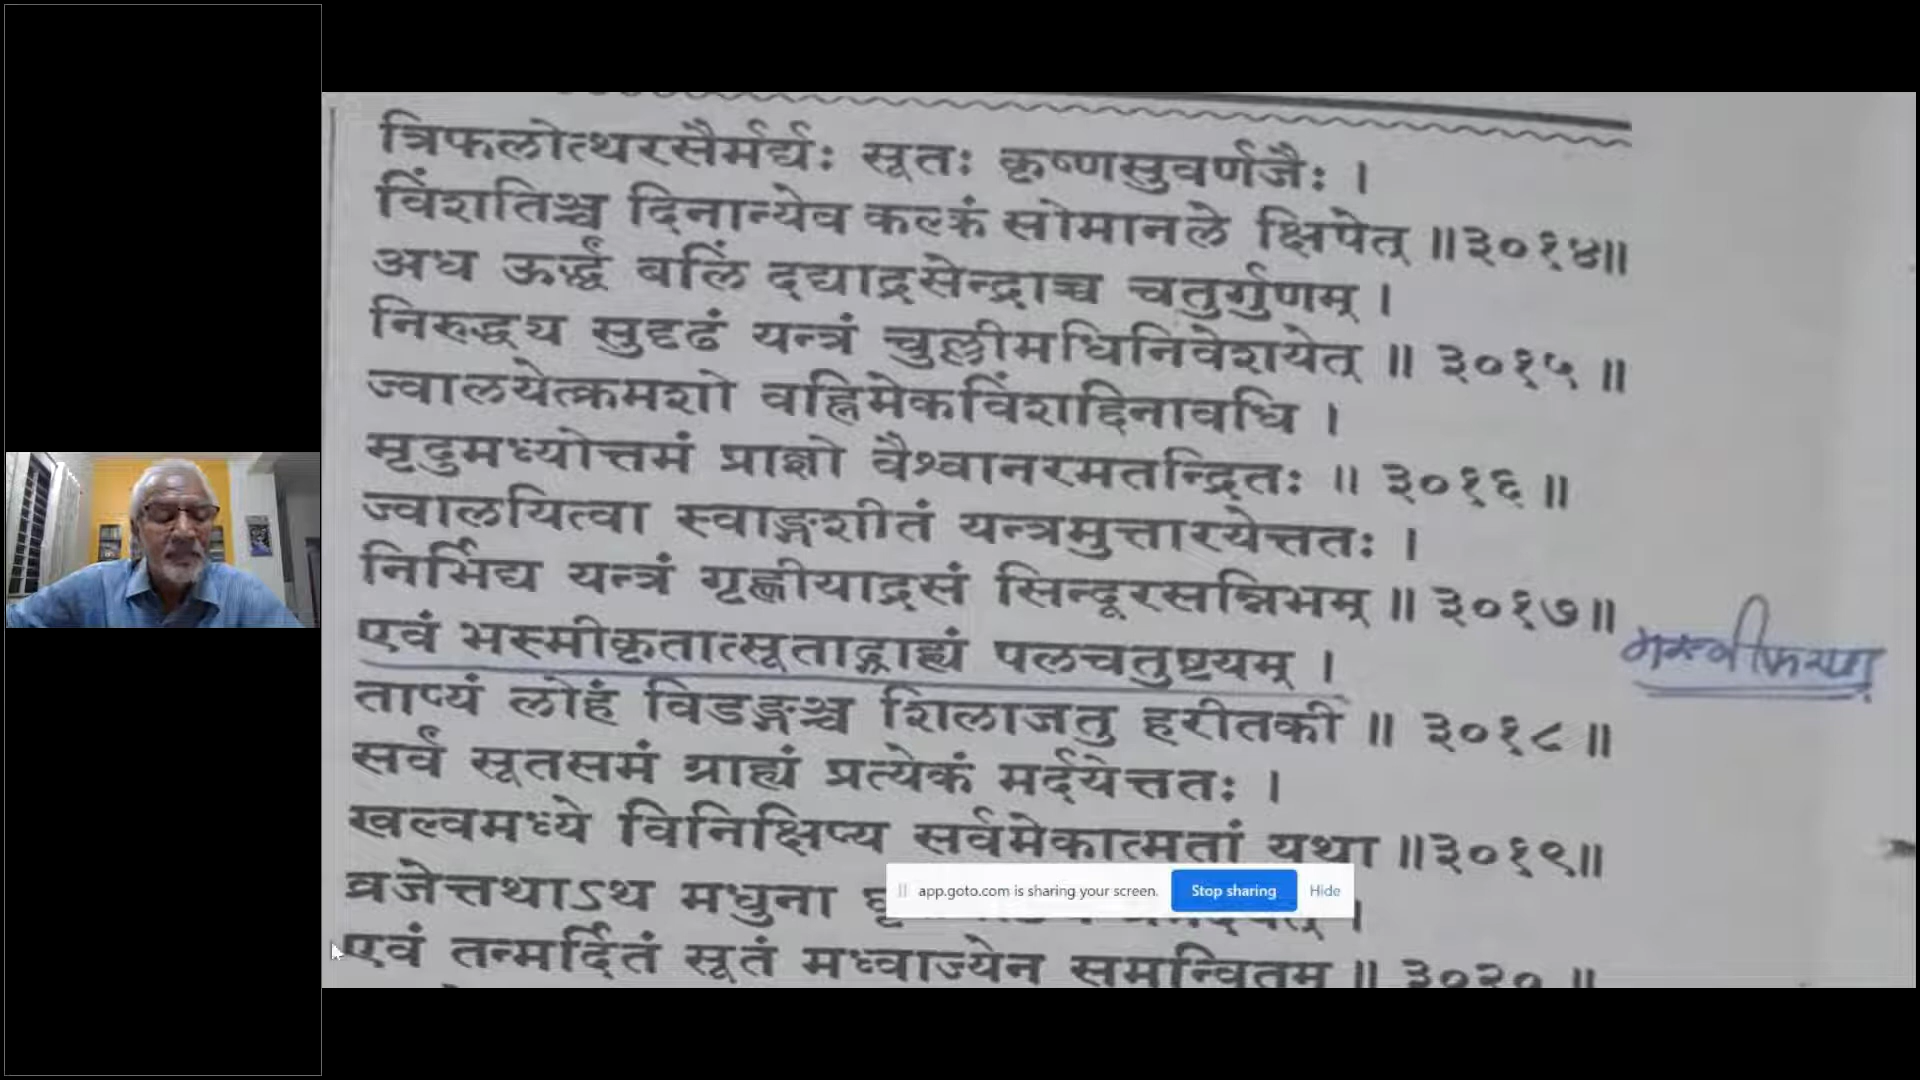 त्रिफलोत्थरसैर्मर्द्यः सूतः कृष्णसुवर्णजैः ।
विंशतिश्च दिनान्येव कल्कं सोमानले क्षिपेत् ॥३०१४॥
अध ऊर्द्ध्वं बलिं दद्याद्रसेन्द्राच्च चतुर्गुणम् ।
निरुद्ध्य सुदृढं यन्त्रं चुल्लीमधिनिवेशयेत् ॥ ३०१५ ॥
ज्वालयेत्क्रमशो वह्निमेकविंशद्दिनावधि ।
मृदुमध्योत्तमं प्राज्ञो वैश्वानरमतन्द्रितः ॥ ३०१६ ॥
ज्वालयित्वा स्वाङ्गशीतं यन्त्रमुत्तारयेत्ततः ।
निर्भिद्य यन्त्रं गृह्णीयाद्रसं सिन्दूरसन्निभम् ॥ ३०१७॥
एवं भस्मीकृतात्सूताद्ग्राह्यं पलचतुष्टयम् ।
भस्मीकरण
ताप्यं लोहं विडङ्गञ्च शिलाजतु हरीतकी ॥ ३०१८ ॥
सर्वं सूतसमं ग्राह्यं प्रत्येकं मर्दयेत्ततः ।
खल्वमध्ये विनिक्षिप्य सर्वमेकात्मतां यथा ॥३०१९॥
व्रजेत्तथाऽथ मधुना
app.goto.com is sharing your screen. Stop sharing Hide
एवं तन्मर्दितं सूतं मध्वाज्येन समन्वितम् ॥ ३०२० ॥